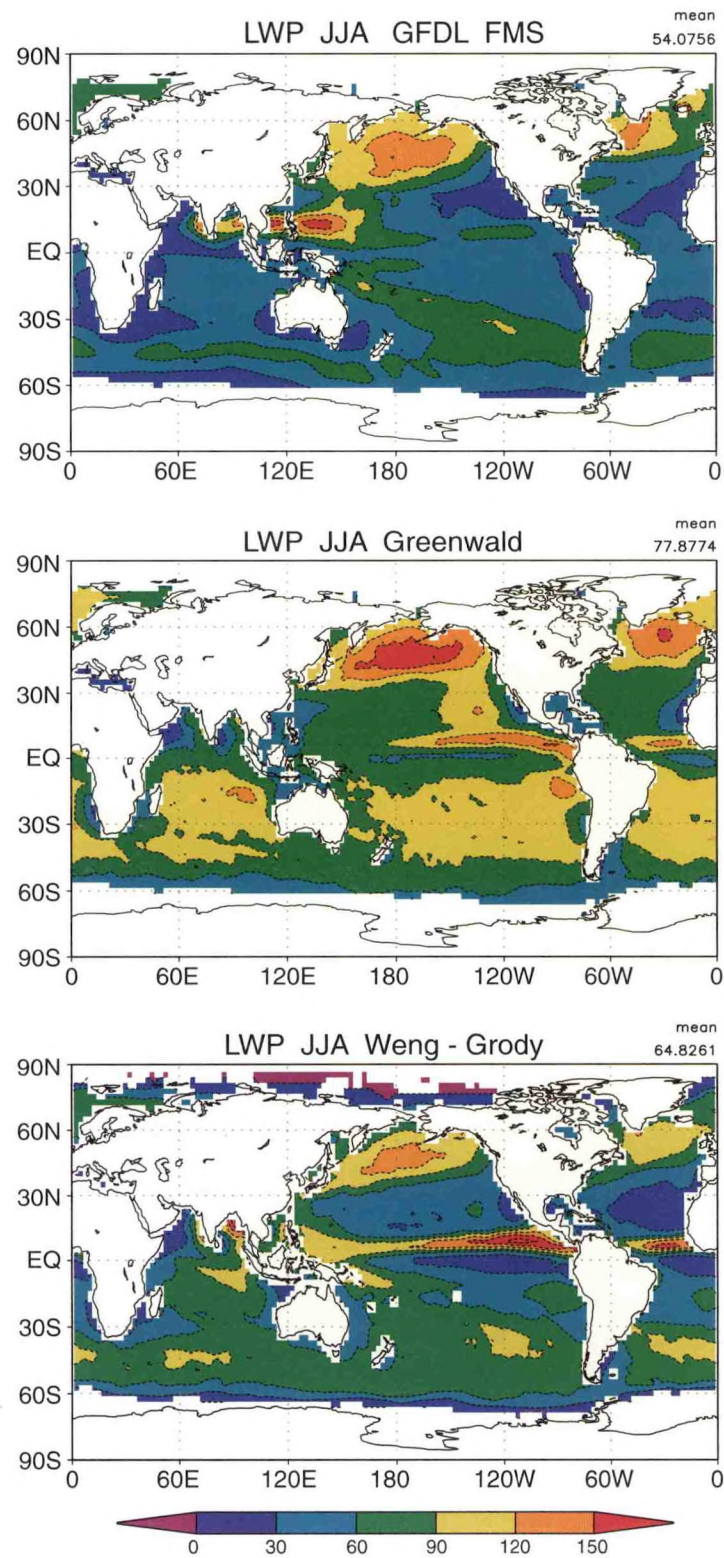 mean
LWP JJA GFDL FMS
54.0756
90N
60N
30N
EQ
30S
60S
90S
0 60E 120E 180 120W 60W 0
mean
LWP JJA Greenwald
77.8774
90N
60N
30N
EQ
30S
60S
90S
0 60E 120E 180 120W 60W 0
mean
LWP JJA Weng - Grody
64.8261
90N
60N
30N
EQ
30S
60S
90S
0 60E 120E 180 120W 60W 0
0 30 60 90 120 150